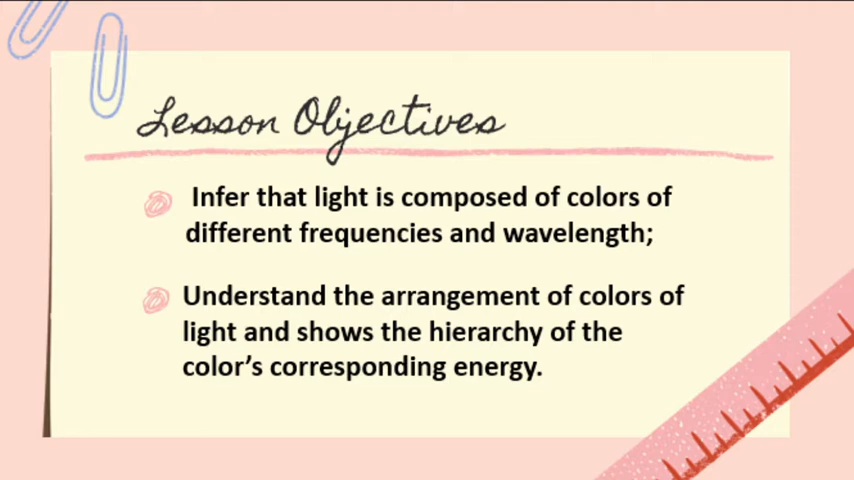 Lesson Objectives
Infer that light is composed of colors of
different frequencies and wavelength;
Understand the arrangement of colors of
light and shows the hierarchy of the
color's corresponding energy.